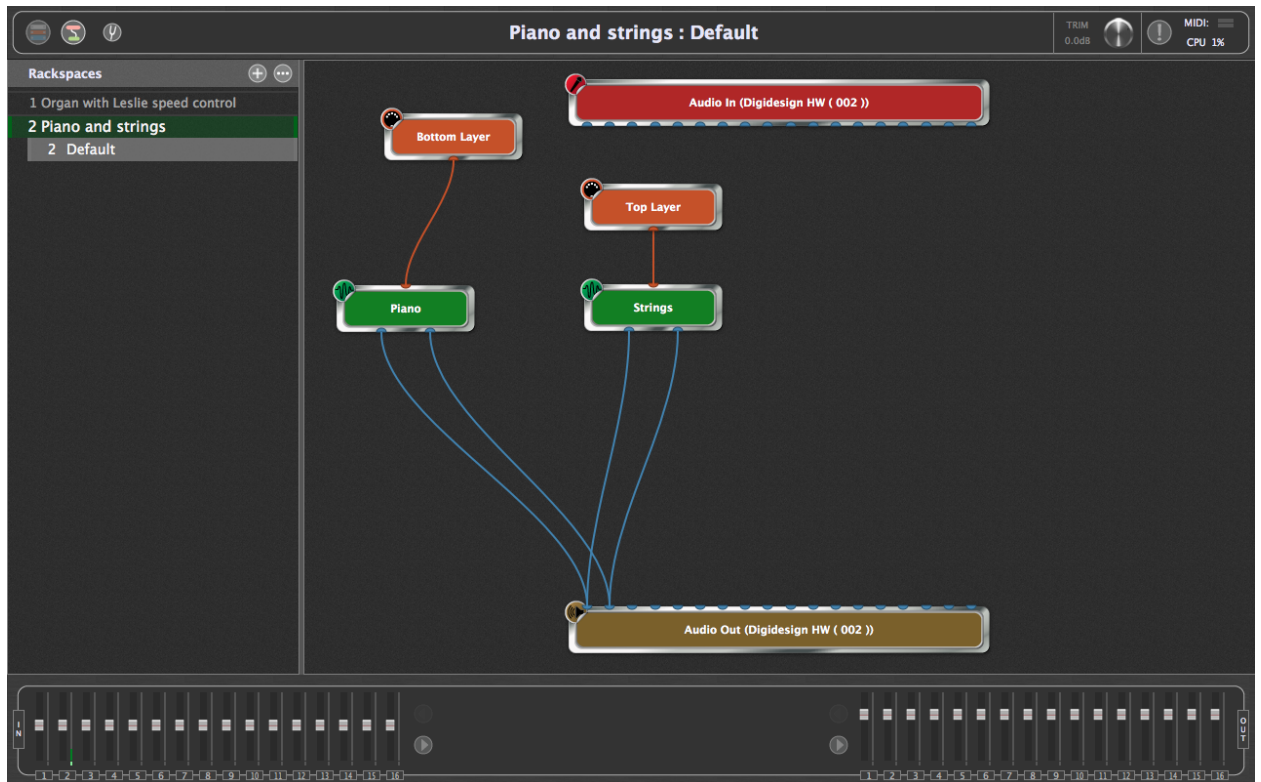 Piano and strings : Default
TRIM
0.0dB
MIDI:
CPU 1%
Rackspaces
1 Organ with Leslie speed control
2 Piano and strings
2 Default
Audio In (Digidesign HW ( 002 ))
Bottom Layer
Top Layer
Piano
Strings
Audio Out (Digidesign HW ( 002 ))
IN
OUT
1 2 3 4 5 6 7 8 9 10 11 12 13 14 15 16
1 2 3 4 5 6 7 8 9 10 11 12 13 14 15 16